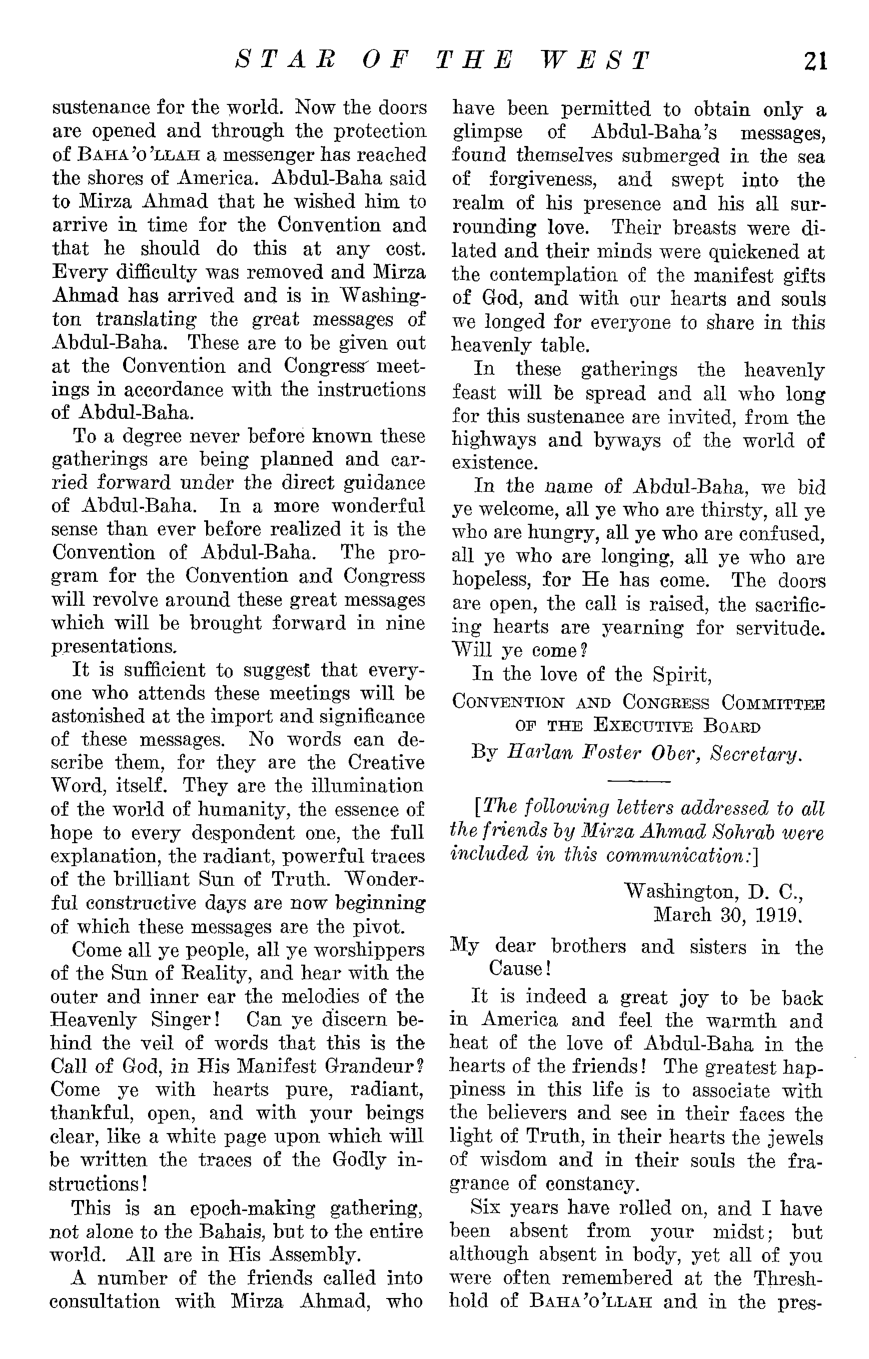 STAR OF THE WEST 21
sustenance for the world. Now the doors
are opened and through the protection
of BAHA'O'LLAH a messenger has reached
the shores of America. Abdul-Baha said
to Mirza Ahmad that he wished him to
arrive in time for the Convention and
that he should do this at any cost.
Every difficulty was removed and Mirza
Ahmad has arrived and is in Washing-
ton translating the great messages of
Abdul-Baha. These are to be given out
at the Convention and Congress meet-
ings in accordance with the instructions
of Abdul-Baha.
To a degree never before known these
gatherings are being planned and car-
ried forward under the direct guidance
of Abdul-Baha. In a more wonderful
sense than ever before realized it is the
Convention of Abdul-Baha. The pro-
gram for the Convention and Congress
will revolve around these great messages
which will be brought forward in nine
presentations.
It is sufficient to suggest that every-
one who attends these meetings will be
astonished at the import and significance
of these messages. No words can de-
scribe them, for they are the Creative
Word, itself. They are the illumination
of the world of humanity, the essence of
hope to every despondent one, the full
explanation, the radiant, powerful traces
of the brilliant Sun of Truth. Wonder-
ful constructive days are now beginning
of which these messages are the pivot.
Come all ye people, all ye worshippers
of the Sun of Reality, and hear with the
outer and inner ear the melodies of the
Heavenly Singer! Can ye discern be-
hind the veil of words that this is the
Call of God, in His Manifest Grandeur?
Come ye with hearts pure, radiant,
thankful, open, and with your beings
clear, like a white page upon which will
be written the traces of the Godly in-
structions!
This is an epoch-making gathering,
not alone to the Bahais, but to the entire
world. All are in His Assembly.
A number of the friends called into
consultation with Mirza Ahmad, who
have been permitted to obtain only a
glimpse of Abdul-Baha's messages,
found themselves submerged in the sea
of forgiveness, and swept into the
realm of his presence and his all sur-
rounding love. Their breasts were di-
lated and their minds were quickened at
the contemplation of the manifest gifts
of God, and with our hearts and souls
we longed for everyone to share in this
heavenly table.
In these gatherings the heavenly
feast will be spread and all who long
for this sustenance are invited, from the
highways and byways of the world of
existence.
In the name of Abdul-Baha, we bid
ye welcome, all ye who are thirsty, all ye
who are hungry, all ye who are confused,
all ye who are longing, all ye who are
hopeless, for He has come. The doors
are open, the call is raised, the sacrific-
ing hearts are yearning for servitude.
Will ye come?
In the love of the Spirit,
CONVENTION AND CONGRESS COMMITTEE
OF THE EXECUTIVE BOARD
By Harlan Foster Ober, Secretary.
[The following letters addressed to all
the friends by Mirza Ahmad Sohrab were
included in this communication:]
Washington, D. C.,
March 30, 1919.
My dear brothers and sisters in the
Cause!
It is indeed a great joy to be back
in America and feel the warmth and
heat of the love of Abdul-Baha in the
hearts of the friends! The greatest hap-
piness in this life is to associate with
the believers and see in their faces the
light of Truth, in their hearts the jewels
of wisdom and in their souls the fra-
grance of constancy.
Six years have rolled on, and I have
been absent from your midst; but
although absent in body, yet all of you
were often remembered at the Thresh-
hold of BAHA'O'LLAH and in the pres-